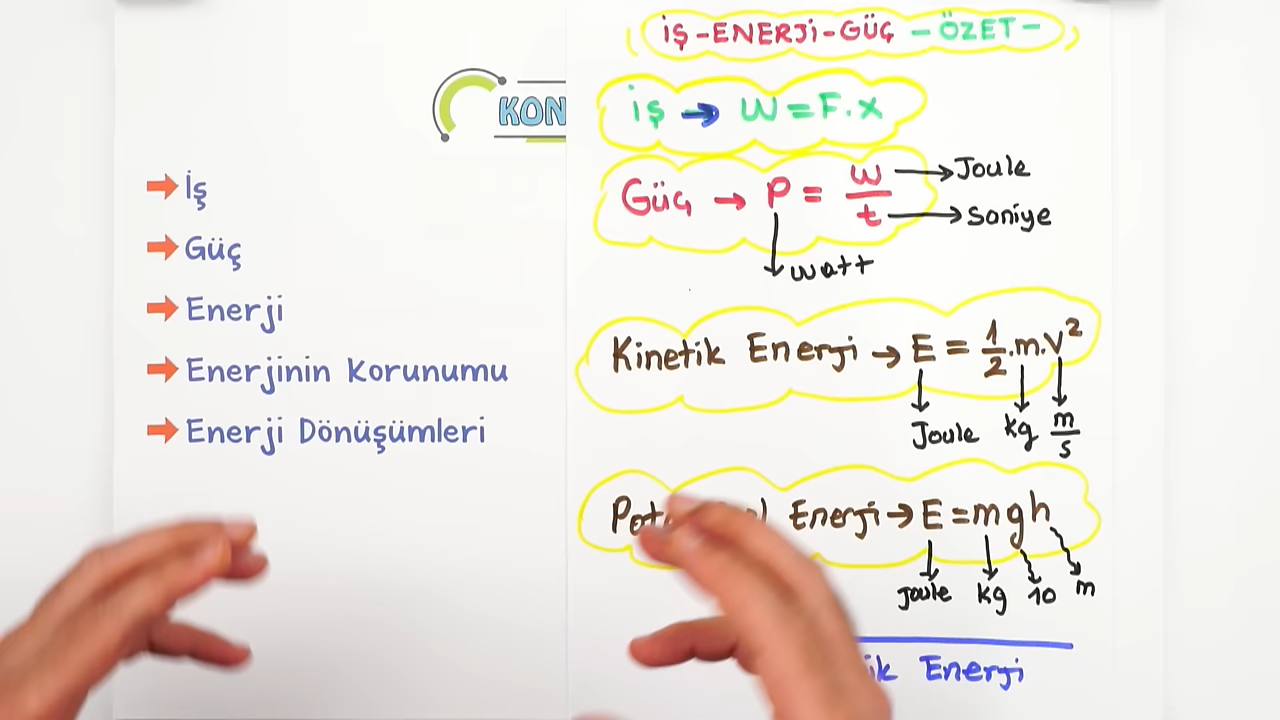 KON
→ İş
→ Güç
→ Enerji
→ Enerjinin Korunumu
→ Enerji Dönüşümleri
İŞ-ENERJİ-GÜÇ -ÖZET-
İş → W=F.x
Güç → P = W/t
→ Joule
→ Soniye
watt
Kinetik Enerji → E = 1/2.m.v²
Joule kg m/s
Enerji → E=mgh
Joule kg 10 m
Enerji